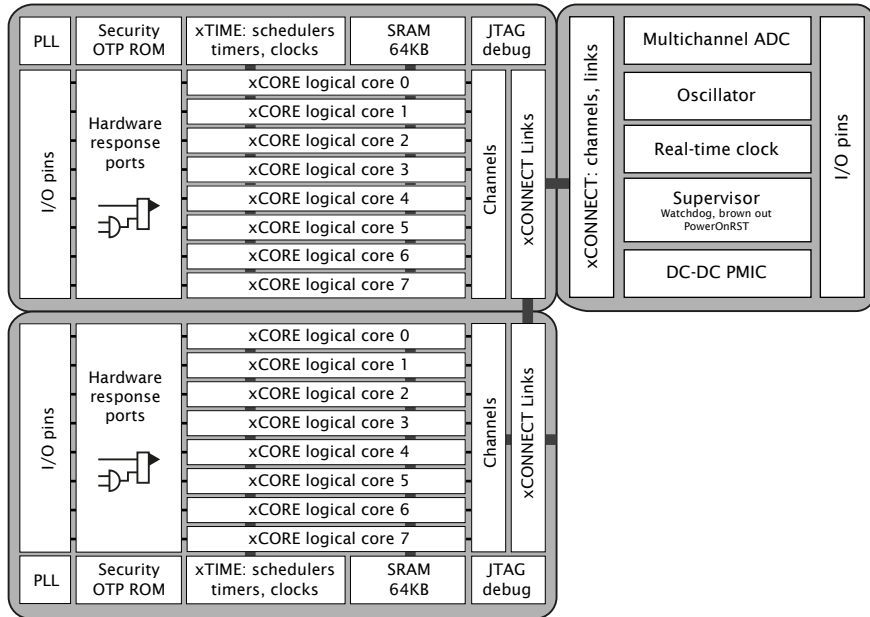 PLL
Security
OTP ROM
xTIME: schedulers
timers, clocks
SRAM
64KB
JTAG
debug
I/O pins
Hardware
response
ports
xCORE logical core 0
xCORE logical core 1
xCORE logical core 2
xCORE logical core 3
xCORE logical core 4
xCORE logical core 5
xCORE logical core 6
xCORE logical core 7
Channels
xCONNECT Links
xCONNECT: channels, links
Multichannel ADC
Oscillator
Real-time clock
Supervisor
Watchdog, brown out
PowerOnRST
DC-DC PMIC
I/O pins
I/O pins
Hardware
response
ports
xCORE logical core 0
xCORE logical core 1
xCORE logical core 2
xCORE logical core 3
xCORE logical core 4
xCORE logical core 5
xCORE logical core 6
xCORE logical core 7
Channels
xCONNECT Links
PLL
Security
OTP ROM
xTIME: schedulers
timers, clocks
SRAM
64KB
JTAG
debug